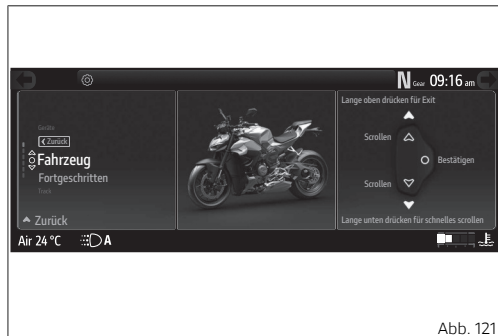 N Gear 09:16 am
Geräte
Zurück
Fahrzeug
Fortgeschritten
Track
Zurück
Lange oben drücken für Exit
Scrollen
Bestätigen
Scrollen
Lange unten drücken für schnelles scrollen
Air 24 °C
A
Abb. 121